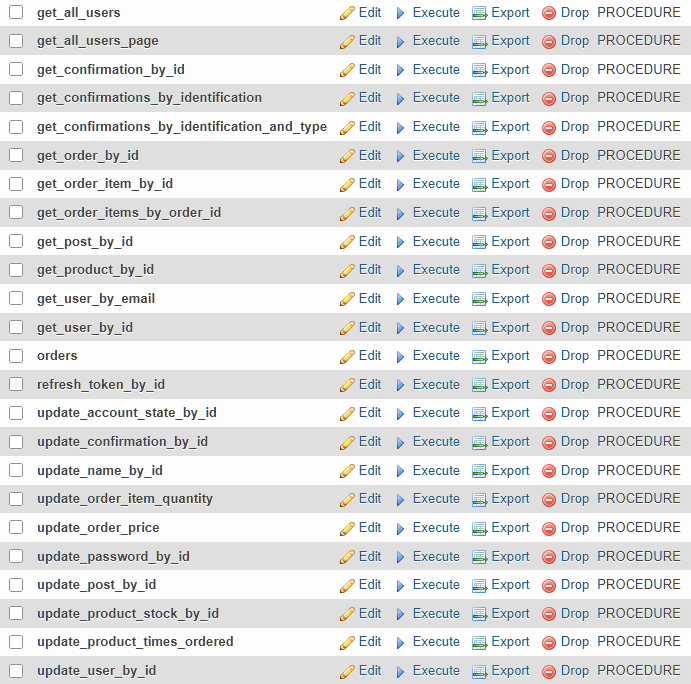 get_all_users Edit Execute Export Drop PROCEDURE
get_all_users_page Edit Execute Export Drop PROCEDURE
get_confirmation_by_id Edit Execute Export Drop PROCEDURE
get_confirmations_by_identification Edit Execute Export Drop PROCEDURE
get_confirmations_by_identification_and_type Edit Execute Export Drop PROCEDURE
get_order_by_id Edit Execute Export Drop PROCEDURE
get_order_item_by_id Edit Execute Export Drop PROCEDURE
get_order_items_by_order_id Edit Execute Export Drop PROCEDURE
get_post_by_id Edit Execute Export Drop PROCEDURE
get_product_by_id Edit Execute Export Drop PROCEDURE
get_user_by_email Edit Execute Export Drop PROCEDURE
get_user_by_id Edit Execute Export Drop PROCEDURE
orders Edit Execute Export Drop PROCEDURE
refresh_token_by_id Edit Execute Export Drop PROCEDURE
update_account_state_by_id Edit Execute Export Drop PROCEDURE
update_confirmation_by_id Edit Execute Export Drop PROCEDURE
update_name_by_id Edit Execute Export Drop PROCEDURE
update_order_item_quantity Edit Execute Export Drop PROCEDURE
update_order_price Edit Execute Export Drop PROCEDURE
update_password_by_id Edit Execute Export Drop PROCEDURE
update_post_by_id Edit Execute Export Drop PROCEDURE
update_product_stock_by_id Edit Execute Export Drop PROCEDURE
update_product_times_ordered Edit Execute Export Drop PROCEDURE
update_user_by_id Edit Execute Export Drop PROCEDURE